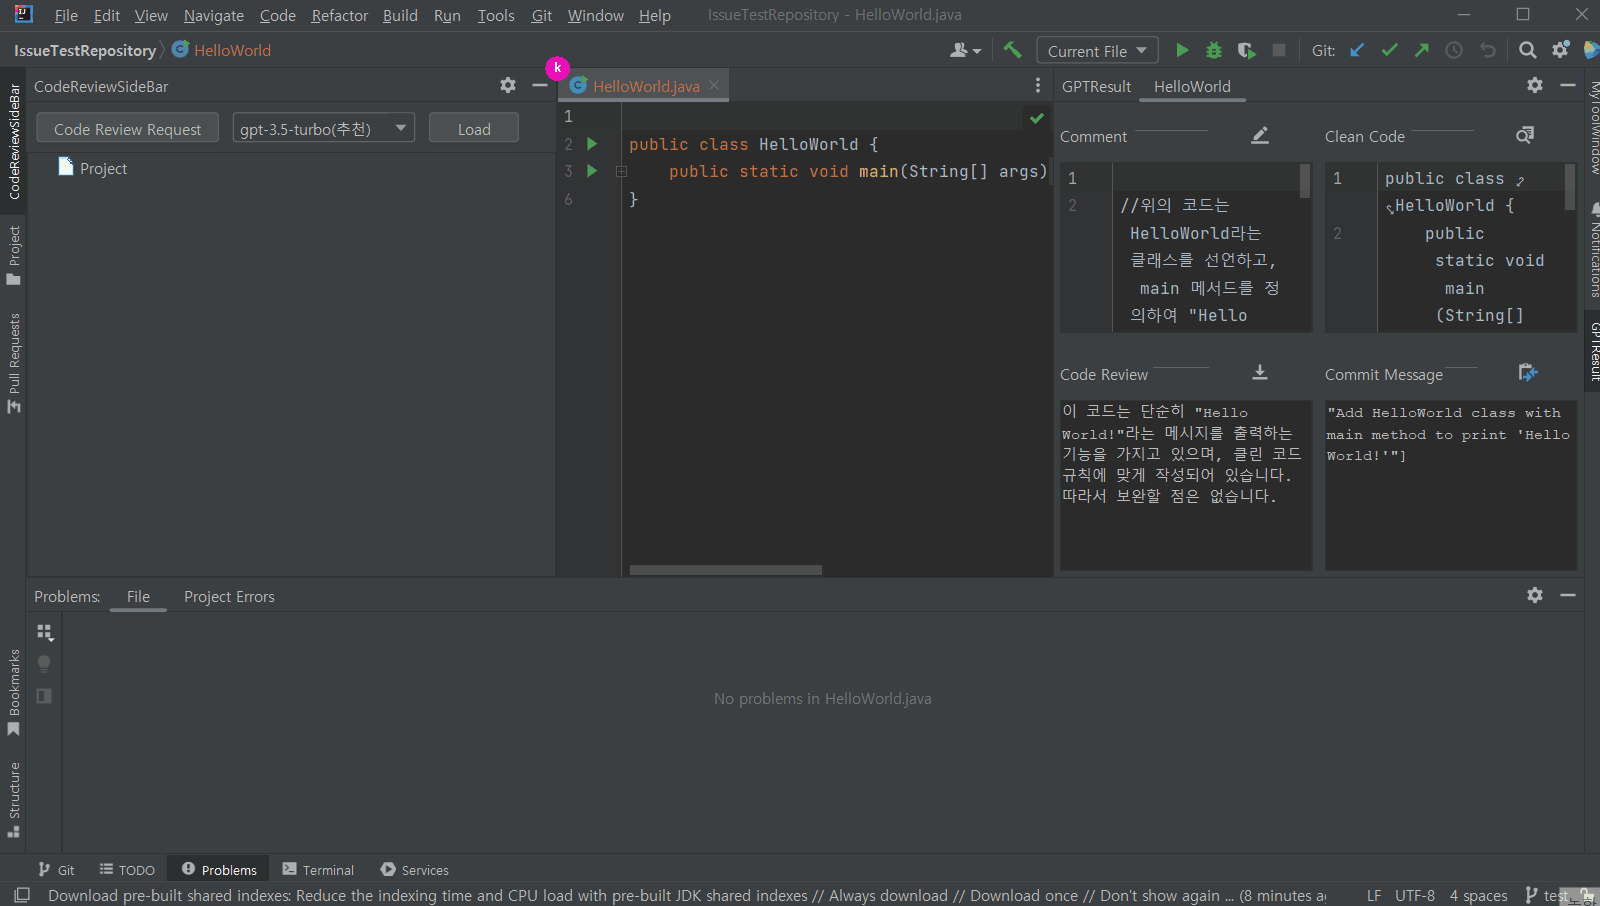 File Edit View Navigate Code Refactor Build Run Tools Git Window Help IssueTestRepository - HelloWorld.java
IssueTestRepository HelloWorld
Current File Git:
CodeReviewSideBar
k
HelloWorld.java
GPTResult HelloWorld
Code Review Request gpt-3.5-turbo(추천) Load
Project
1
2 public class HelloWorld {
3 public static void main(String[] args)
6 }
Comment
1
2 //위의 코드는
HelloWorld라는
클래스를 선언하고,
main 메서드를 정
의하여 "Hello
Clean Code
1 public class
HelloWorld {
2 public
static void
main
(String[]
Code Review
이 코드는 단순히 "Hello
World!"라는 메시지를 출력하는
기능을 가지고 있으며, 클린 코드
규칙에 맞게 작성되어 있습니다.
따라서 보완할 점은 없습니다.
Commit Message
"Add HelloWorld class with
main method to print 'Hello
World!'"]
CodeReviewSideBar
Project
Pull Requests
Bookmarks
Structure
MyToolWindow
Notifications
GPTResult
Problems: File Project Errors
No problems in HelloWorld.java
Git TODO Problems Terminal Services
Download pre-built shared indexes: Reduce the indexing time and CPU load with pre-built JDK shared indexes // Always download // Download once // Don't show again ... (8 minutes ag LF UTF-8 4 spaces test